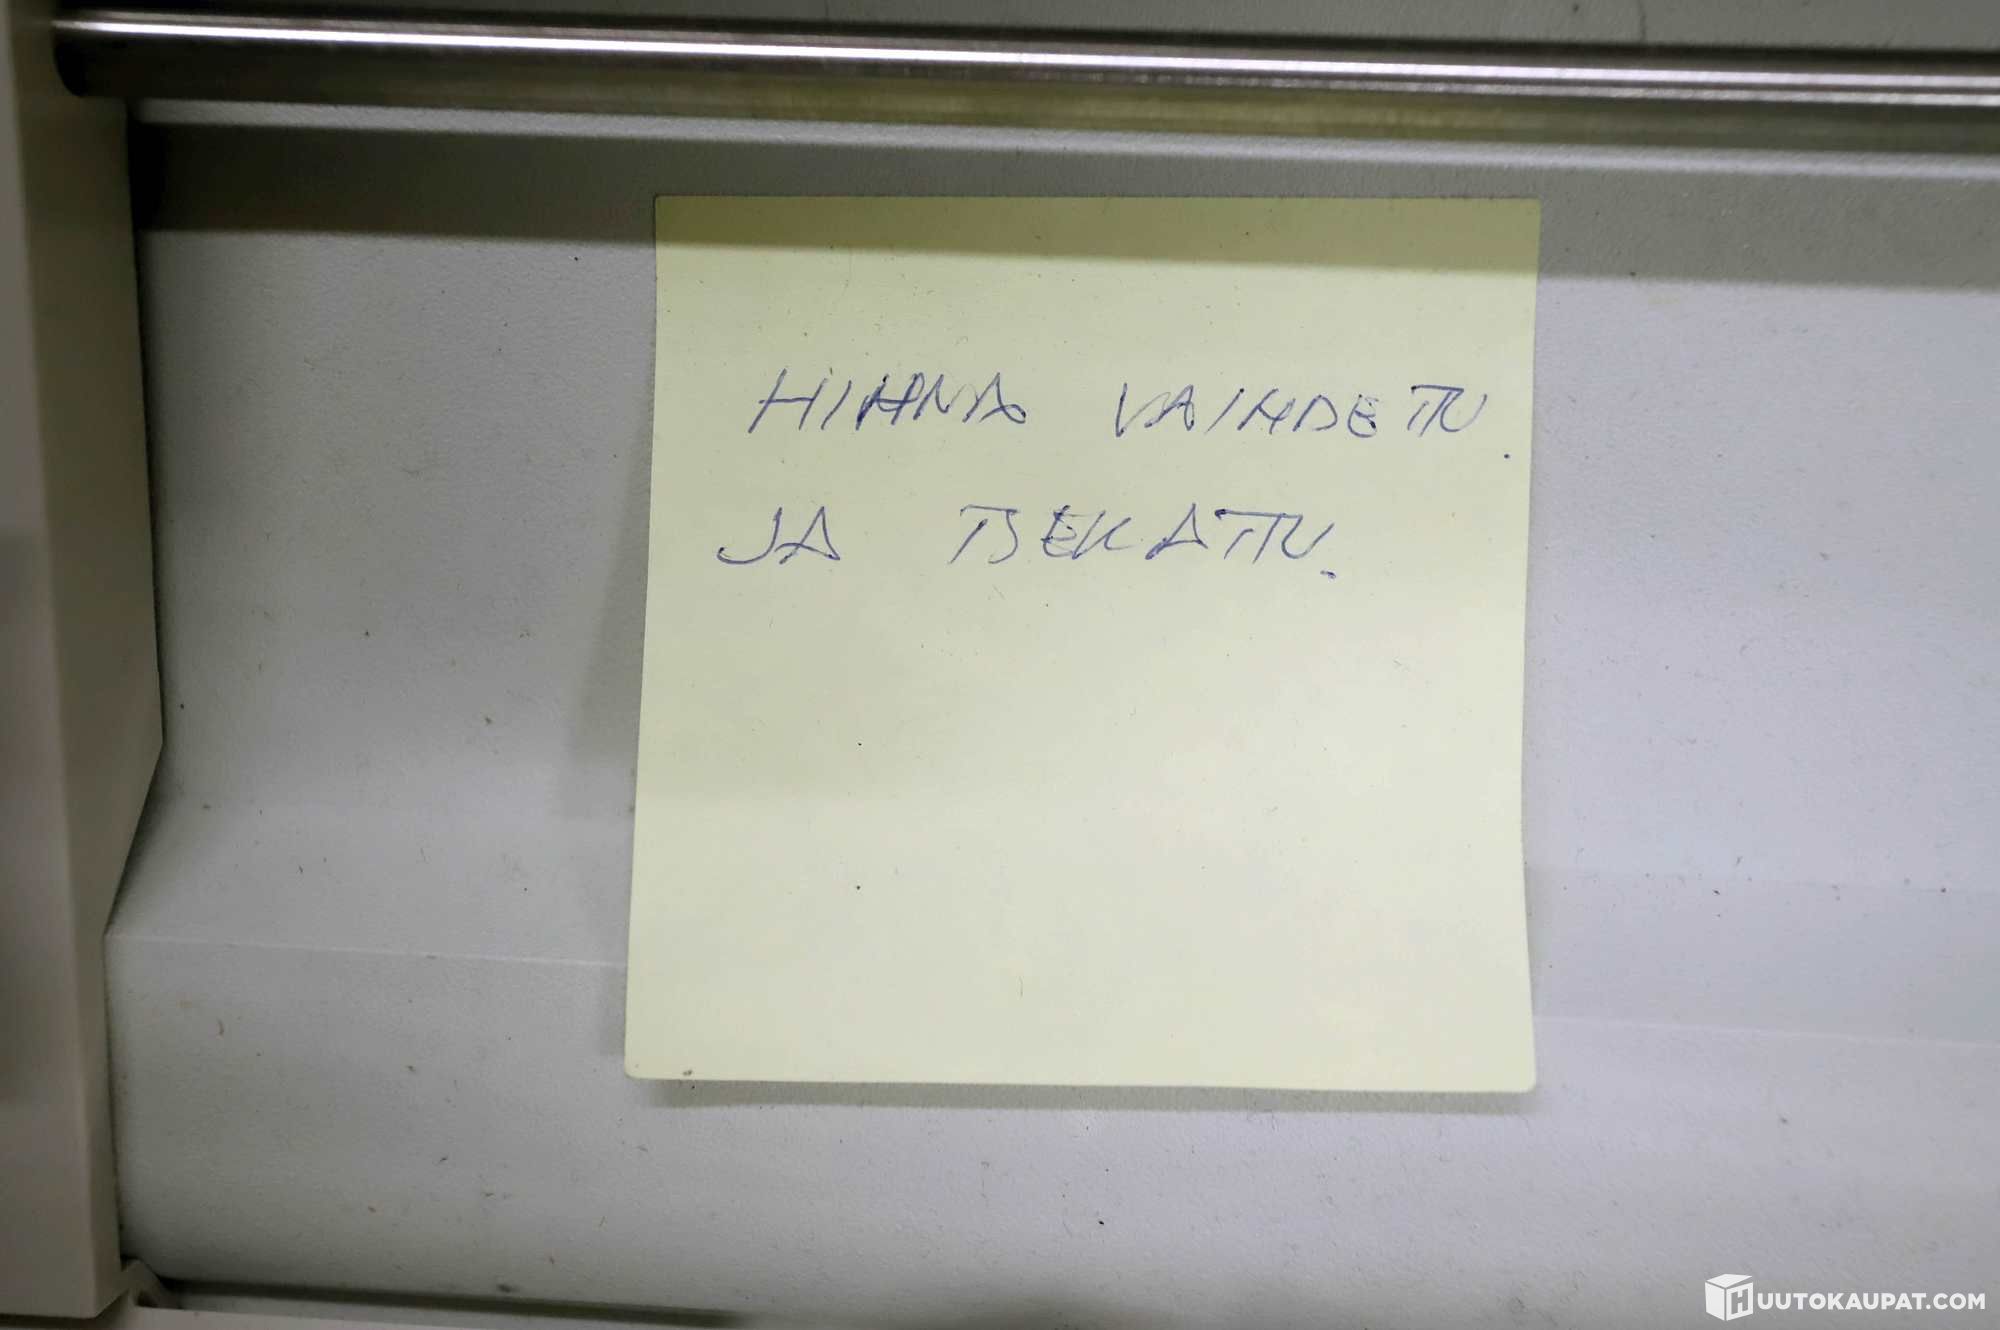 HIHNA VAIHDETTU.
JA TSEKATTU.
HUUTOKAUPAT.COM